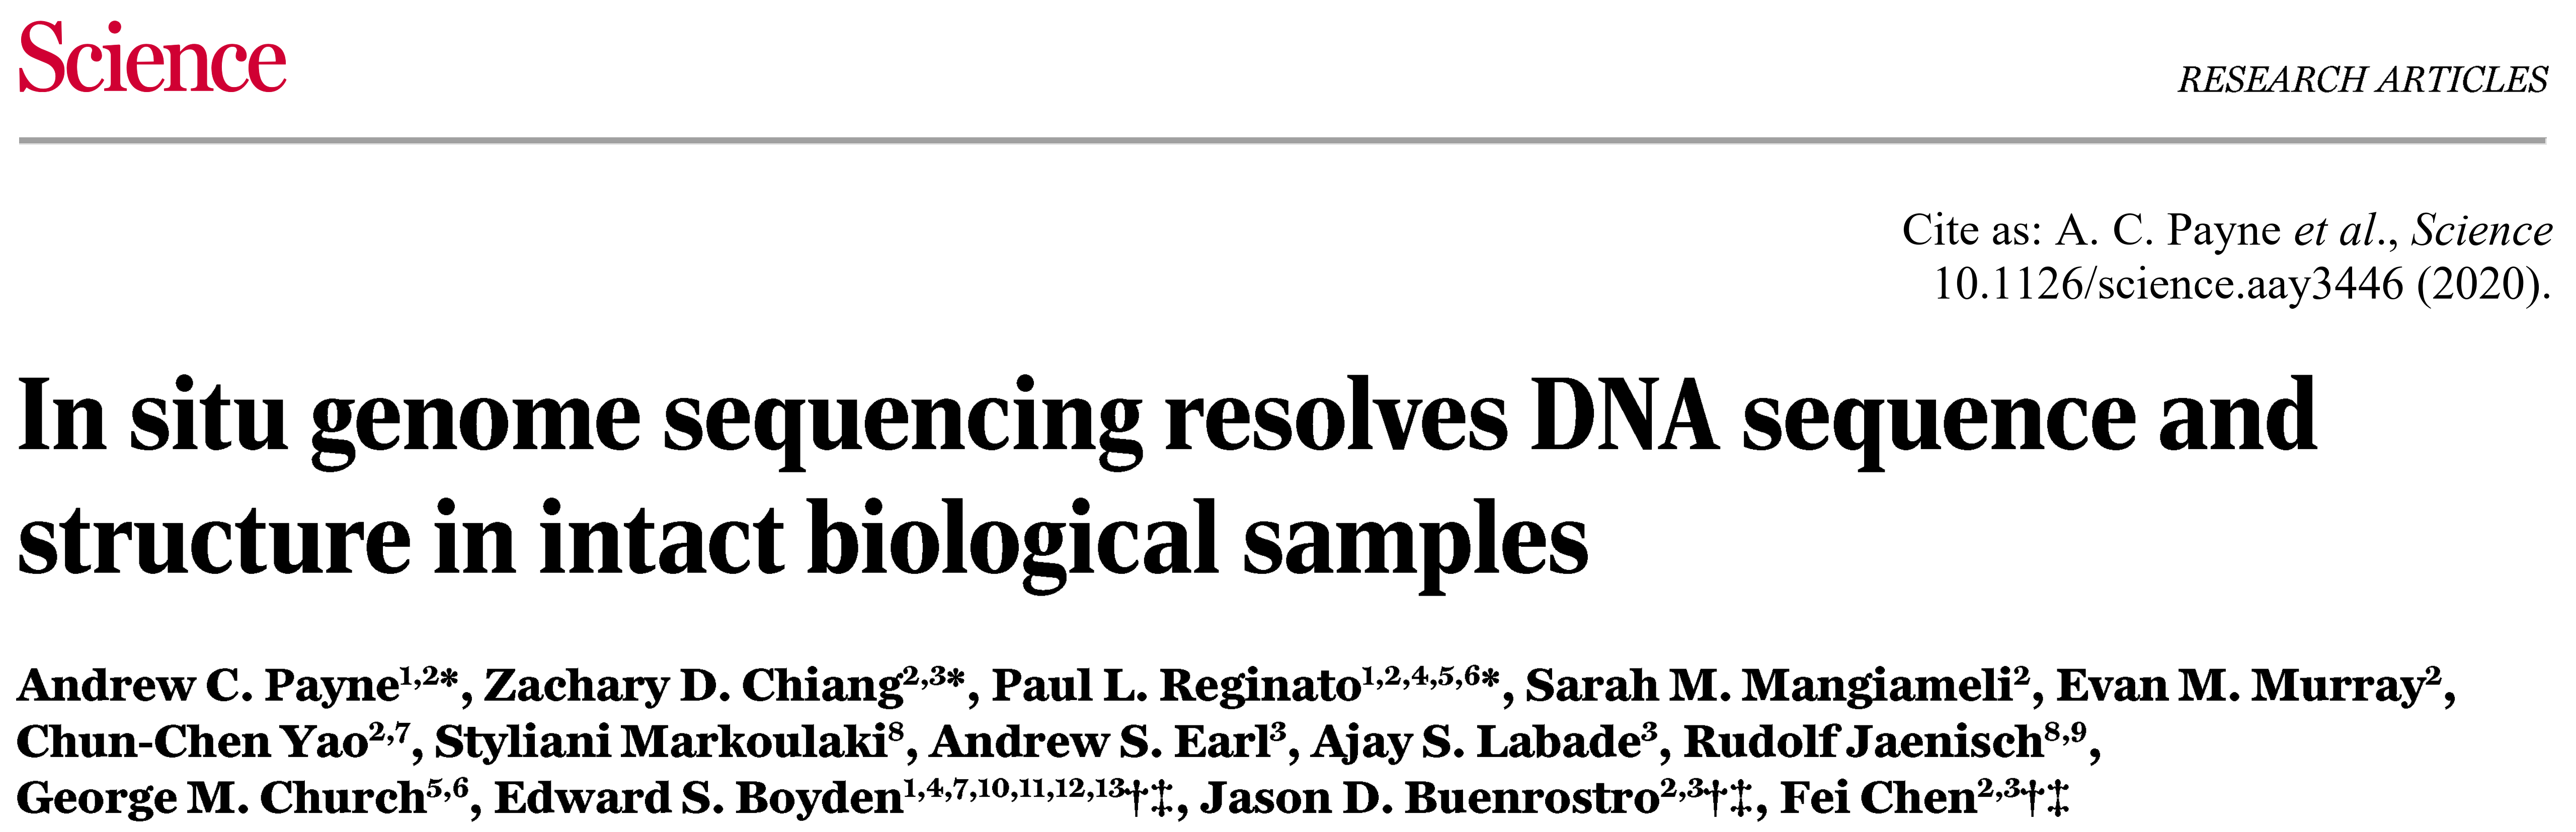 Science
RESEARCH ARTICLES
Cite as: A. C. Payne et al., Science
10.1126/science.aay3446 (2020).
In situ genome sequencing resolves DNA sequence and
structure in intact biological samples
Andrew C. Payne1,2*, Zachary D. Chiang2,3*, Paul L. Reginato1,2,4,5,6*, Sarah M. Mangiameli2, Evan M. Murray2,
Chun-Chen Yao2,7, Styliani Markoulaki8, Andrew S. Earl3, Ajay S. Labade3, Rudolf Jaenisch8,9,
George M. Church5,6, Edward S. Boyden1,4,7,10,11,12,13†‡, Jason D. Buenrostro2,3†‡, Fei Chen2,3†‡